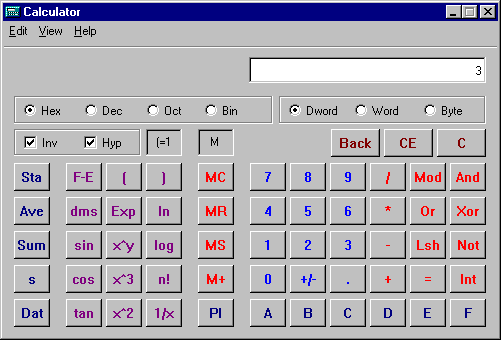 Calculator
Edit View Help
3
Hex Dec Oct Bin Dword Word Byte
Inv Hyp (=1 M Back CE C
Sta F-E ( ) MC 7 8 9 / Mod And
Ave dms Exp ln MR 4 5 6 * Or Xor
Sum sin x^y log MS 1 2 3 - Lsh Not
s cos x^3 n! M+ 0 +/- . + = Int
Dat tan x^2 1/x PI A B C D E F